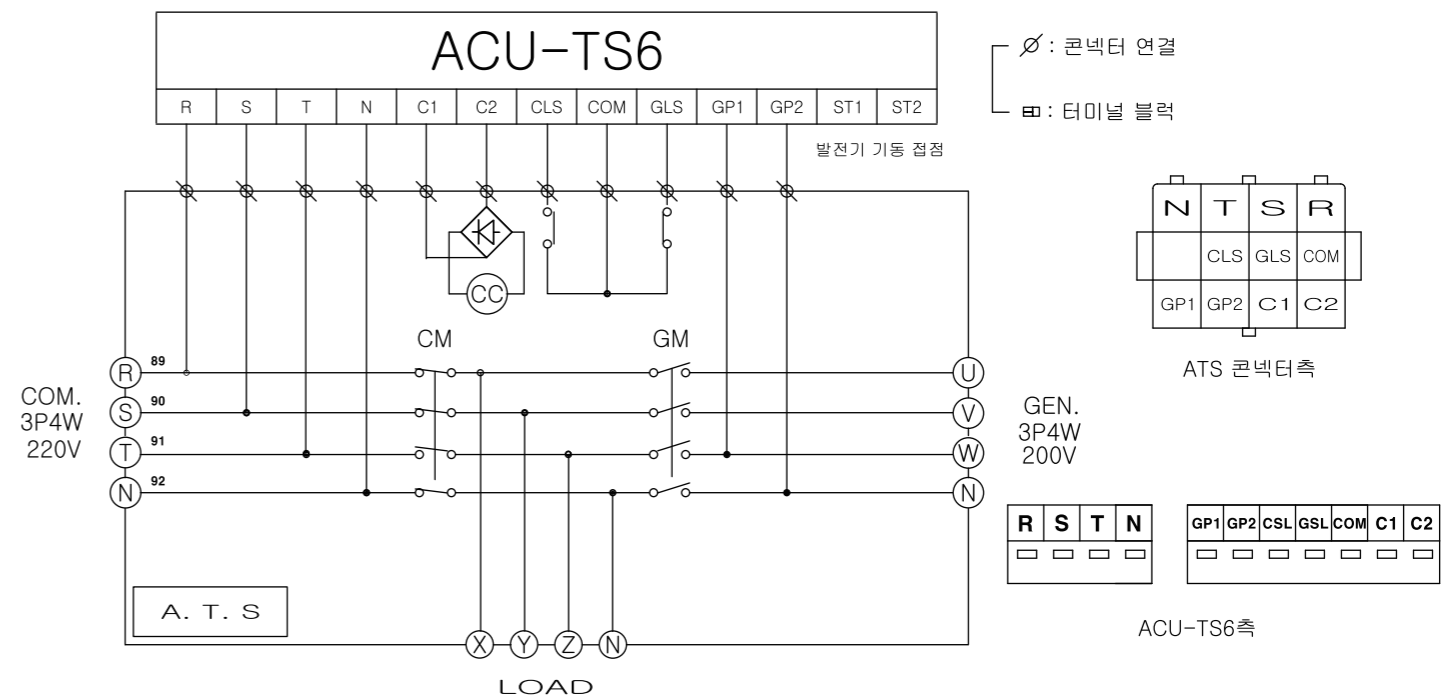 ACU-TS6
R S T N C1 C2 CLS COM GLS GP1 GP2 ST1 ST2
발전기 기동 접점
: 콘넥터 연결
: 터미널 블럭
N T S R
CLS GLS COM
GP1 GP2 C1 C2
ATS 콘넥터측
CC
CM
GM
COM.
3P4W
220V
R 89
S 90
T 91
N 92
U
V
W
N
GEN.
3P4W
200V
R S T N
GP1 GP2 CSL GSL COM C1 C2
ACU-TS6측
A. T. S
X Y Z N
LOAD